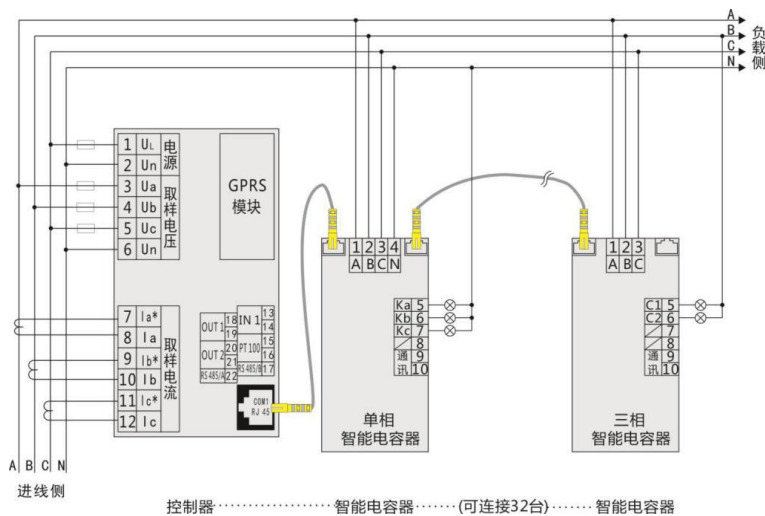 A
B
C
N
负载侧
1 UL
2 Un
电源
3 Ua
4 Ub
5 Uc
6 Un
取样电压
GPRS
模块
7 Ia*
8 Ia
9 Ib*
10 Ib
11 Ic*
12 Ic
取样电流
OUT 1 18 19
OUT 2 20 21
RS 485/A 22
IN 1 13 14
PT 100 15 16
RS 485/B 17
COM1
RJ 45
1 2 3 4
A B C N
Ka 5
Kb 6
Kc 7
8
通 9
讯 10
单相
智能电容器
1 2 3
A B C
C1 5
C2 6
7
8
通 9
讯 10
三相
智能电容器
A B C N
进线侧
控制器··············智能电容器······(可连接32台)·······智能电容器